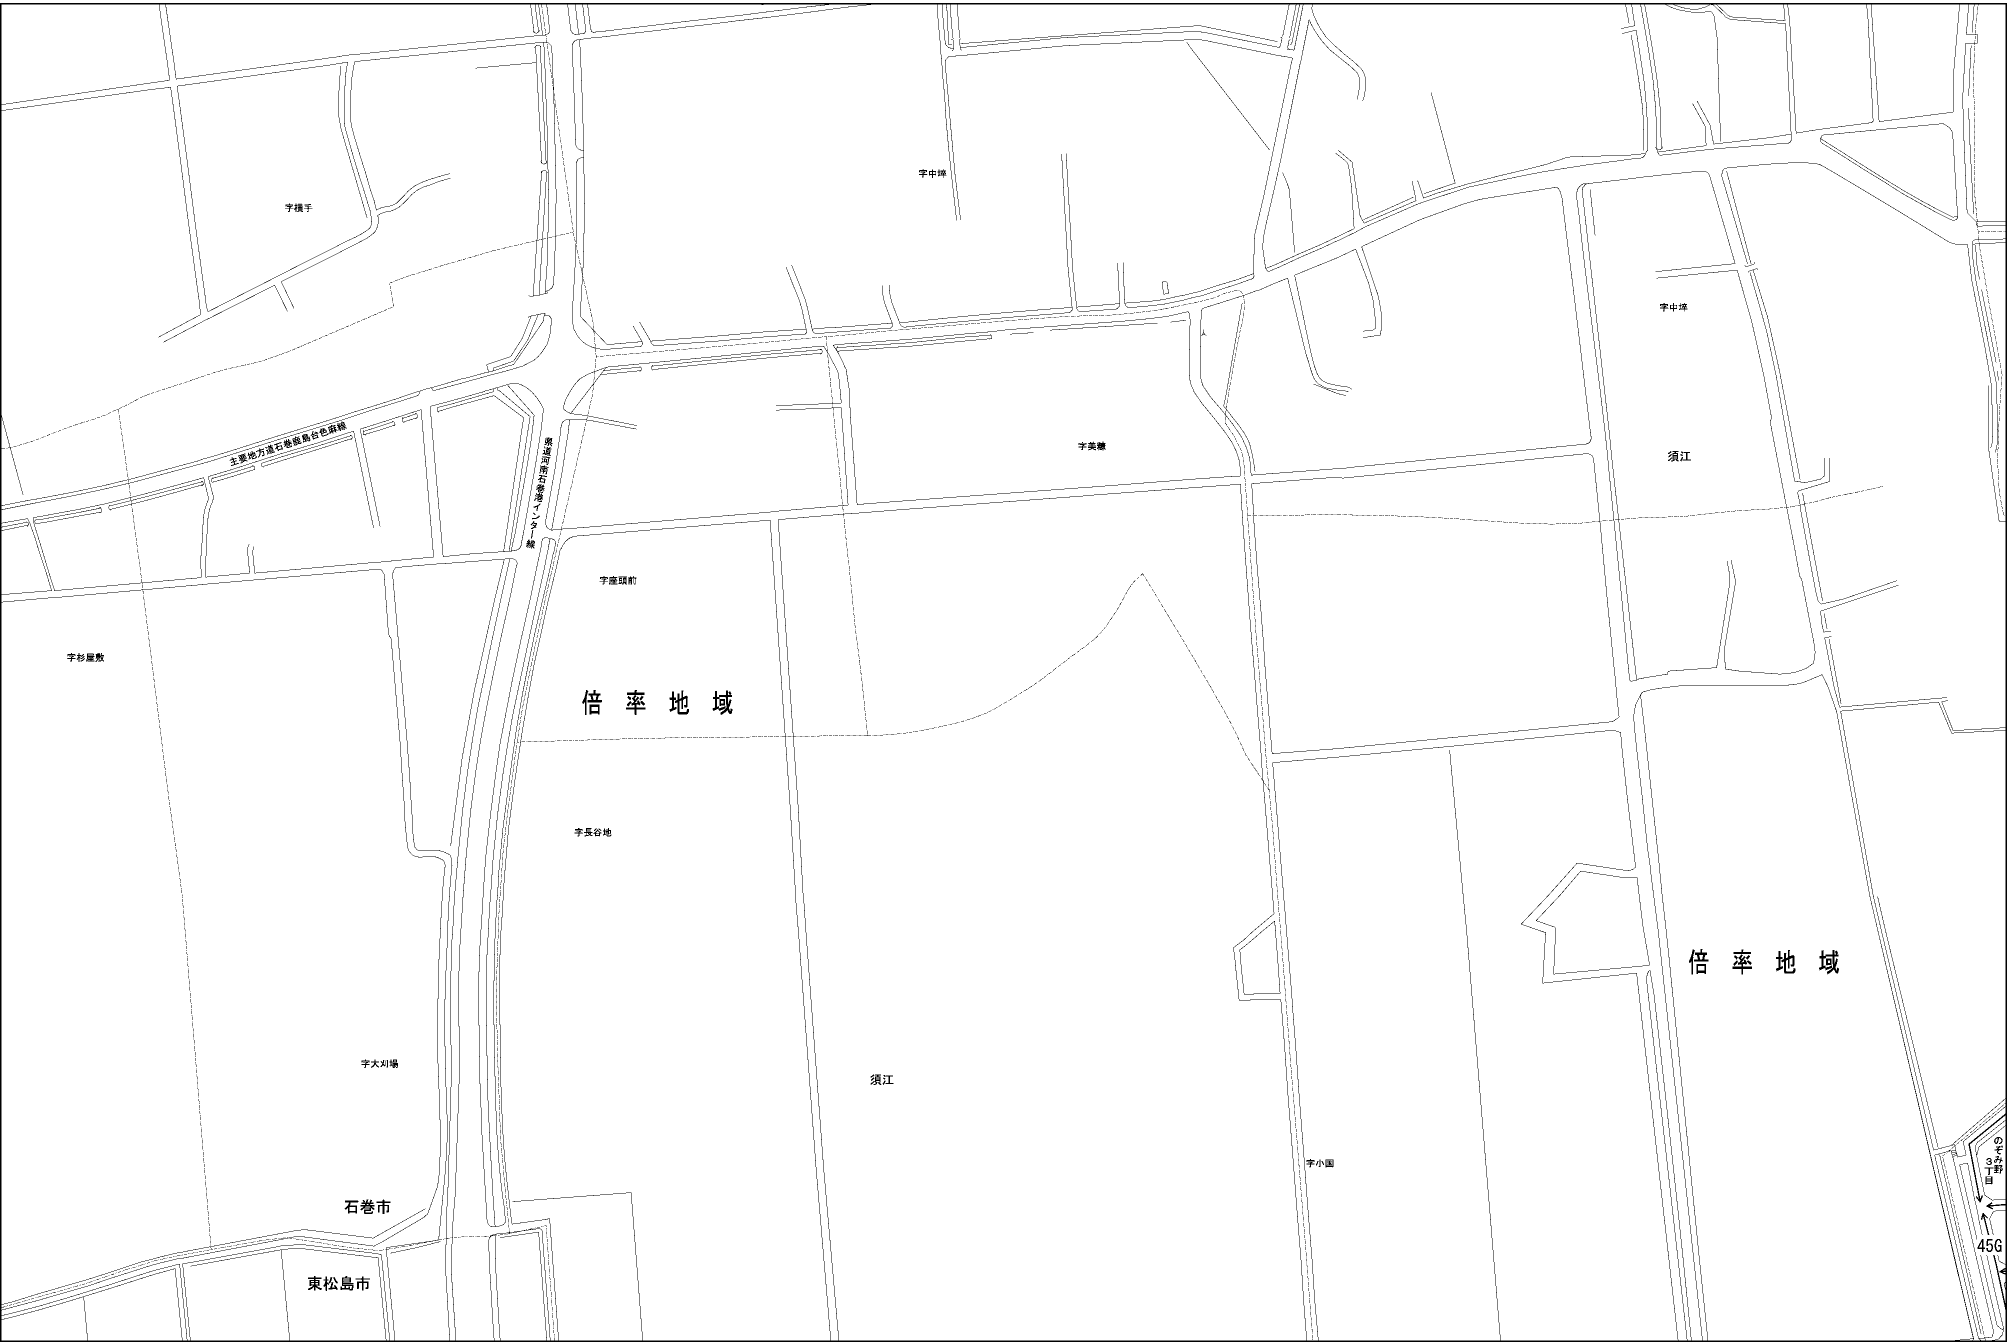 字中埣
字横手
字中埣
主要地方道石巻鹿島台色麻線
県道河南石巻港インター線
字美穂
須江
字座頭前
字杉屋敷
倍率地域
字長谷地
倍率地域
字大刈場
須江
字小国
のぞみ野
3丁目
石巻市
45G
東松島市